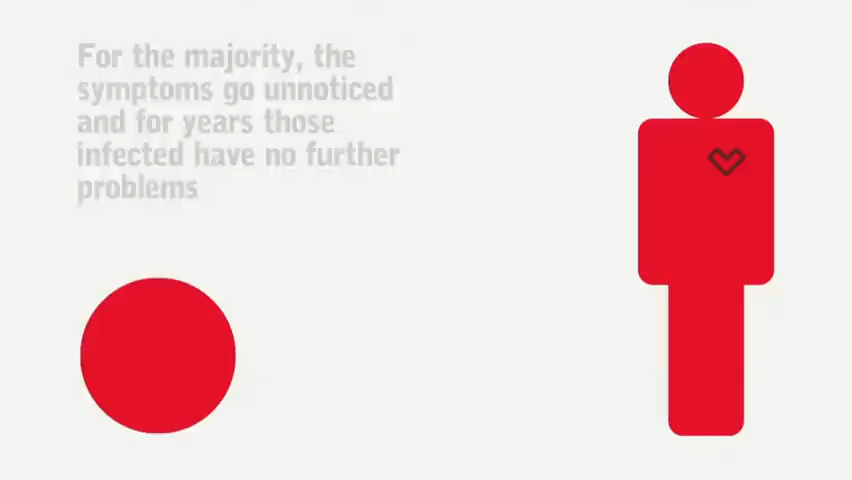 For the majority, the
symptoms go unnoticed
and for years those
infected have no further
problems